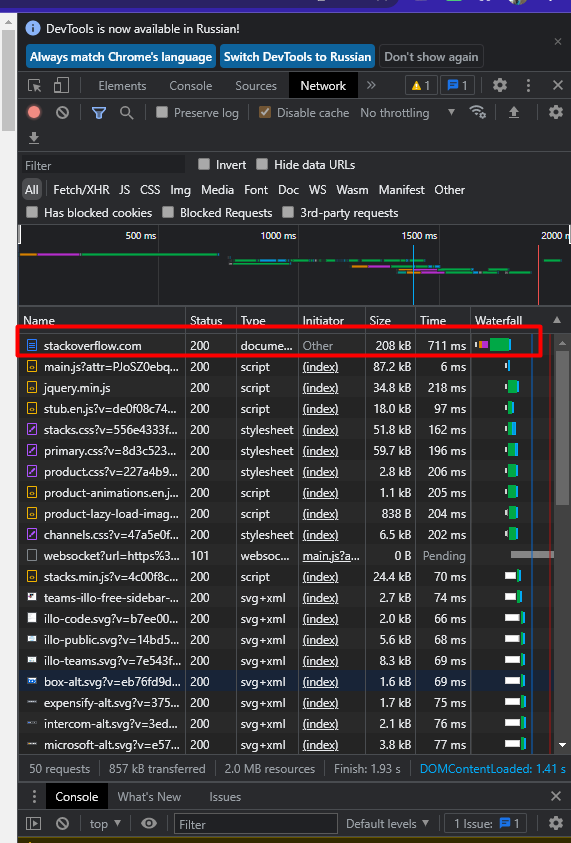 DevTools is now available in Russian!
Always match Chrome's language Switch DevTools to Russian Don't show again
Elements Console Sources Network 1 1
Preserve log Disable cache No throttling
Filter Invert Hide data URLs
All Fetch/XHR JS CSS Img Media Font Doc WS Wasm Manifest Other
Has blocked cookies Blocked Requests 3rd-party requests
500 ms 1000 ms 1500 ms 2000 m
Name Status Type Initiator Size Time Waterfall
stackoverflow.com 200 docume... Other 208 kB 711 ms
main.js?attr=PJoSZ0ebq... 200 script (index) 87.2 kB 6 ms
jquery.min.js 200 script (index) 34.8 kB 218 ms
stub.en.js?v=de0f08c74... 200 script (index) 18.0 kB 97 ms
stacks.css?v=556e4333f... 200 stylesheet (index) 51.8 kB 162 ms
primary.css?v=8d3c523... 200 stylesheet (index) 59.7 kB 196 ms
product.css?v=227a4b9... 200 stylesheet (index) 2.8 kB 206 ms
product-animations.en.j... 200 script (index) 1.1 kB 205 ms
product-lazy-load-imag... 200 script (index) 838 B 204 ms
channels.css?v=47a5e0f... 200 stylesheet (index) 6.5 kB 202 ms
websocket?url=https%3... 101 websoc... main.js?a... 0 B Pending
stacks.min.js?v=4c00f8c... 200 script (index) 24.4 kB 70 ms
teams-illo-free-sidebar-... 200 svg+xml (index) 2.7 kB 74 ms
illo-code.svg?v=b7ee00... 200 svg+xml (index) 2.0 kB 66 ms
illo-public.svg?v=14bd5... 200 svg+xml (index) 5.6 kB 68 ms
illo-teams.svg?v=7e543f... 200 svg+xml (index) 8.3 kB 69 ms
box-alt.svg?v=eb76fd9d... 200 svg+xml (index) 1.6 kB 69 ms
expensify-alt.svg?v=375... 200 svg+xml (index) 1.7 kB 75 ms
intercom-alt.svg?v=3ed... 200 svg+xml (index) 2.1 kB 76 ms
microsoft-alt.svg?v=e57... 200 svg+xml (index) 3.8 kB 77 ms
50 requests 857 kB transferred 2.0 MB resources Finish: 1.93 s DOMContentLoaded: 1.41 s
Console What's New Issues
top Filter Default levels 1 Issue: 1